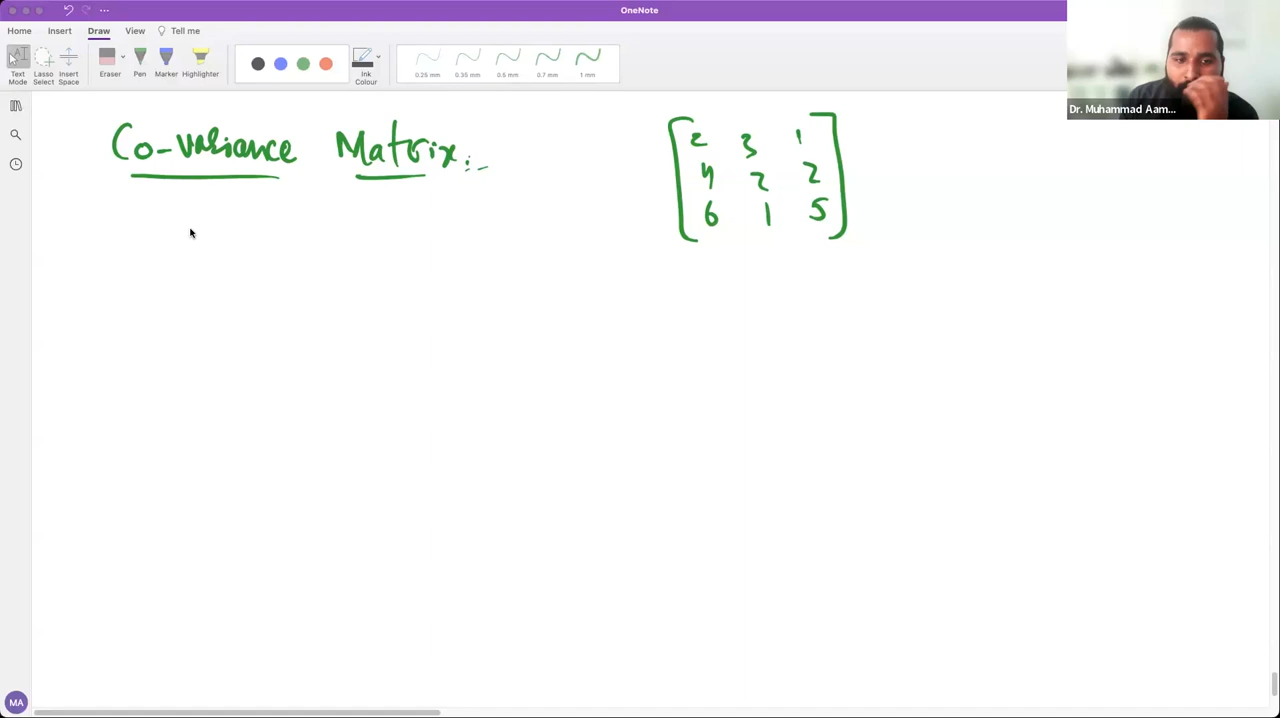 OneNote
Home Insert Draw View Tell me
Text Mode Lasso Select Insert Space Eraser Pen Marker Highlighter Ink Colour 0.25 mm 0.35 mm 0.5 mm 0.7 mm 1 mm
Dr. Muhammad Aam...
Co-variance Matrix:-
2 3 1
4 2 2
6 1 5
MA